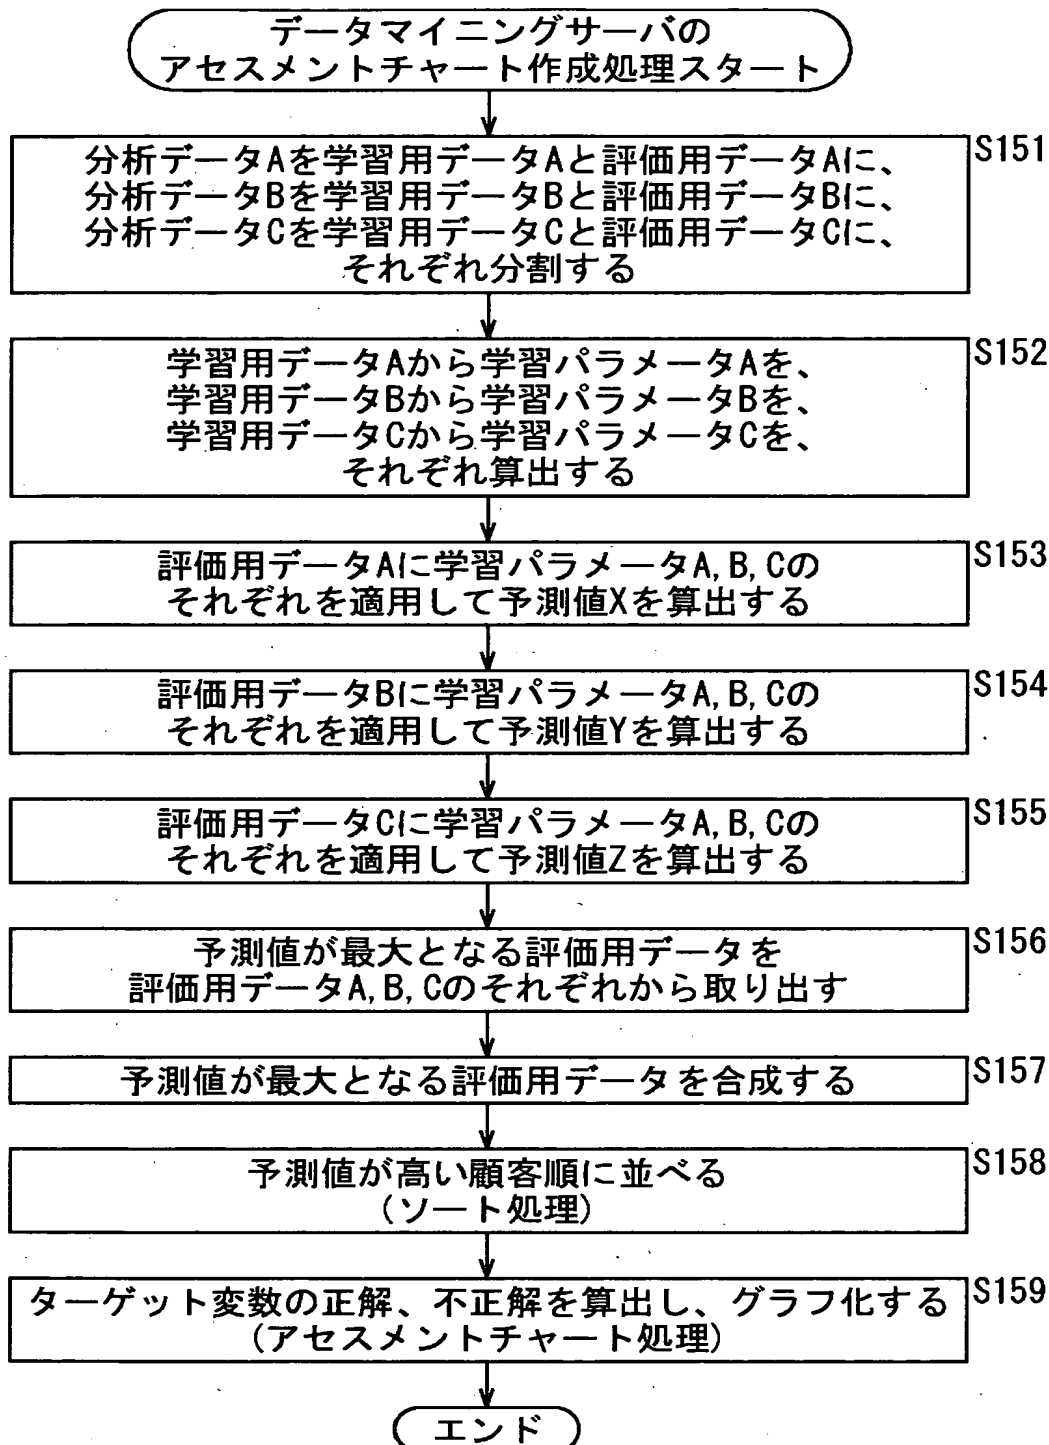 データマイニングサーバの
アセスメントチャート作成処理スタート
S151
分析データAを学習用データAと評価用データAに、
分析データBを学習用データBと評価用データBに、
分析データCを学習用データCと評価用データCに、
それぞれ分割する
S152
学習用データAから学習パラメータAを、
学習用データBから学習パラメータBを、
学習用データCから学習パラメータCを、
それぞれ算出する
S153
評価用データAに学習パラメータA,B,Cの
それぞれを適用して予測値Xを算出する
S154
評価用データBに学習パラメータA,B,Cの
それぞれを適用して予測値Yを算出する
S155
評価用データCに学習パラメータA,B,Cの
それぞれを適用して予測値Zを算出する
S156
予測値が最大となる評価用データを
評価用データA,B,Cのそれぞれから取り出す
S157
予測値が最大となる評価用データを合成する
S158
予測値が高い顧客順に並べる
(ソート処理)
S159
ターゲット変数の正解、不正解を算出し、グラフ化する
(アセスメントチャート処理)
エンド